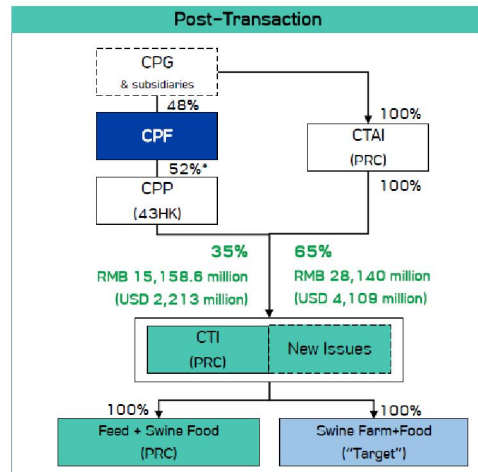 Post-Transaction
CPG
& subsidiaries
48%
100%
CPF
CTAI
(PRC)
52%*
100%
CPP
(43HK)
35%
65%
RMB 15,158.6 million
RMB 28,140 million
(USD 2,213 million)
(USD 4,109 million)
CTI
(PRC)
New Issues
100%
100%
Feed + Swine Food
(PRC)
Swine Farm+Food
("Target")